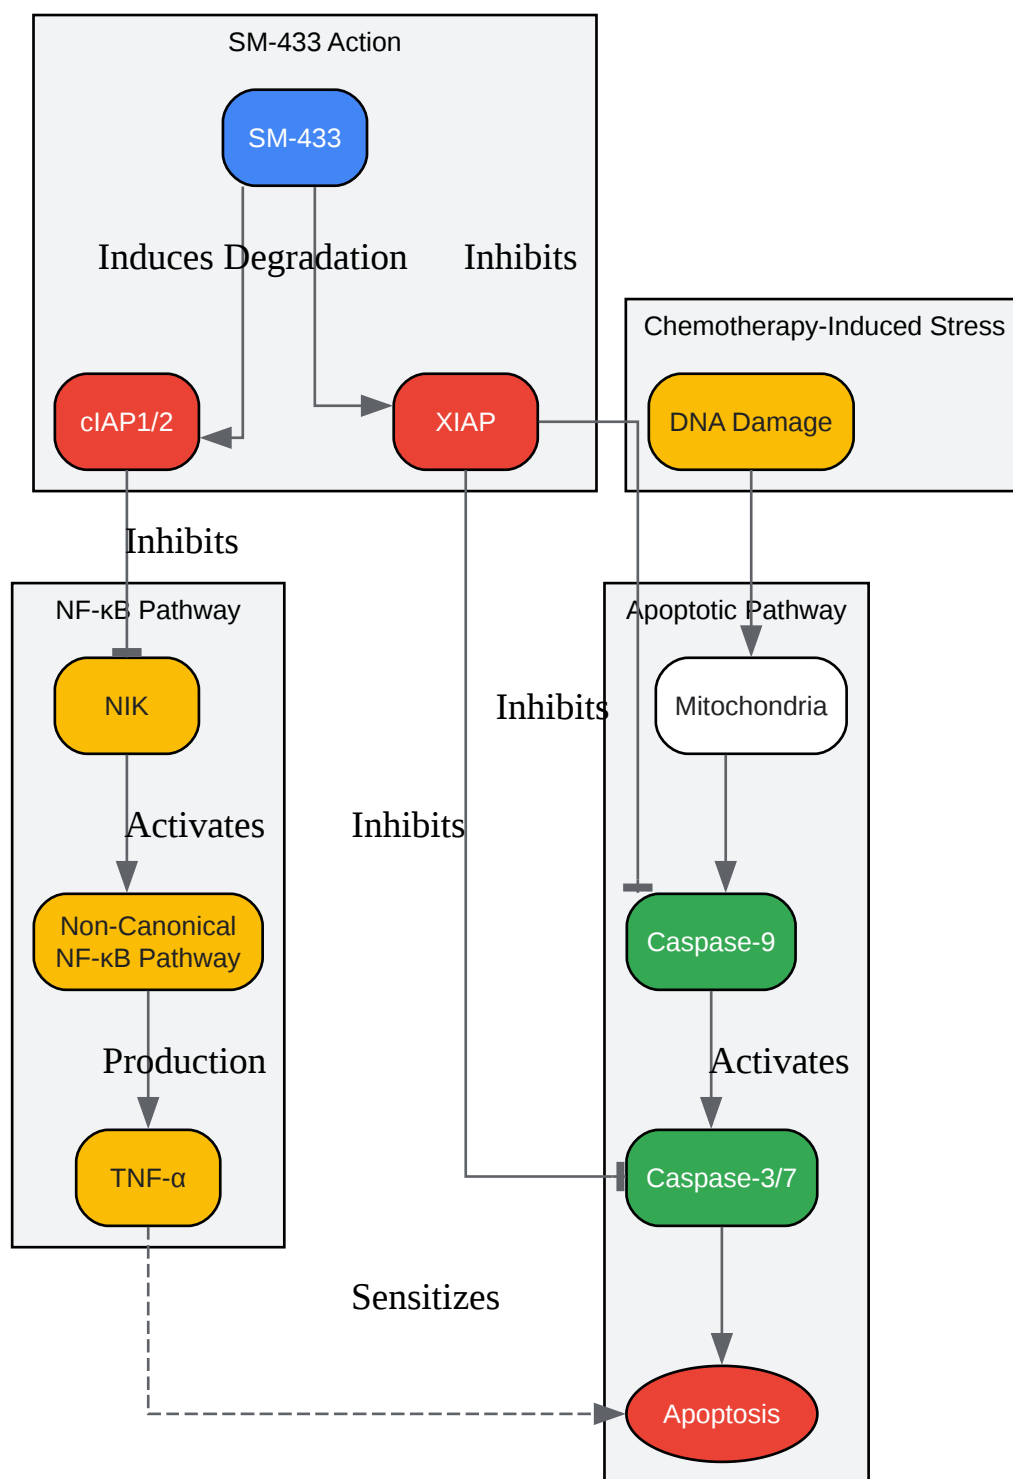 SM-433 Action
SM-433
Induces Degradation
Inhibits
Chemotherapy-Induced Stress
cIAP1/2
XIAP
DNA Damage
Inhibits
NF-κB Pathway
Apoptotic Pathway
NIK
Inhibits
Mitochondria
Activates
Inhibits
Non-Canonical
NF-κB Pathway
Caspase-9
Production
Activates
TNF-α
Caspase-3/7
Sensitizes
Apoptosis